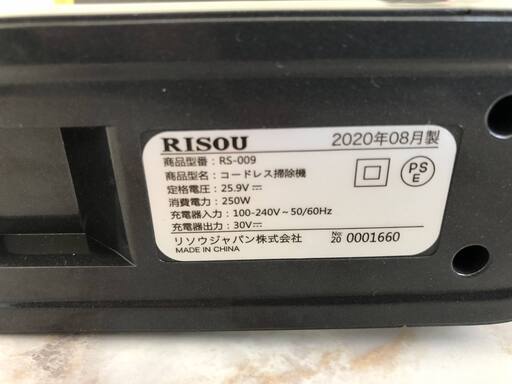 RISOU 2020年08月製
商品型番：RS-009
商品型名：コードレス掃除機
定格電圧：25.9V⎓
消費電力：250W
充電器入力：100-240V～50/60Hz
充電器出力：30V⎓
PS
E
リソウジャパン株式会社 No. 20 0001660
MADE IN CHINA